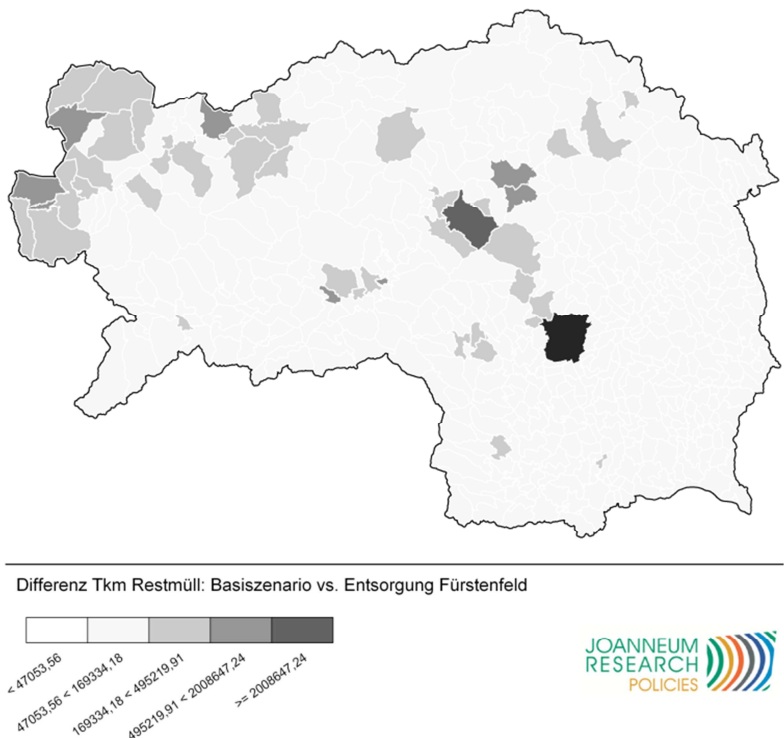 Differenz Tkm Restmüll: Basiszenario vs. Entsorgung Fürstenfeld
< 47053,56
47053,56 < 169334,18
169334,18 < 495219,91
495219,91 < 2008647,24
>= 2008647,24
JOANNEUM
RESEARCH
POLICIES